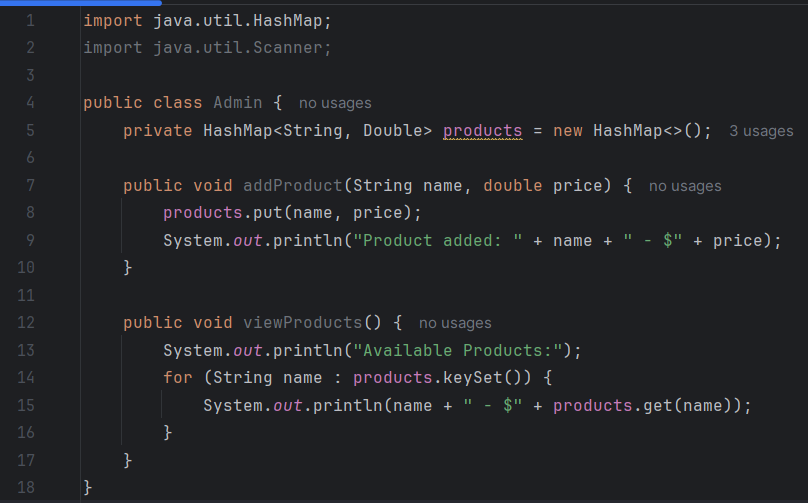 1 import java.util.HashMap;
2 import java.util.Scanner;
3
4 public class Admin { no usages
5     private HashMap<String, Double> products = new HashMap<>(); 3 usages
6
7     public void addProduct(String name, double price) { no usages
8         products.put(name, price);
9         System.out.println("Product added: " + name + " - $" + price);
10     }
11
12     public void viewProducts() { no usages
13         System.out.println("Available Products:");
14         for (String name : products.keySet()) {
15             System.out.println(name + " - $" + products.get(name));
16         }
17     }
18 }